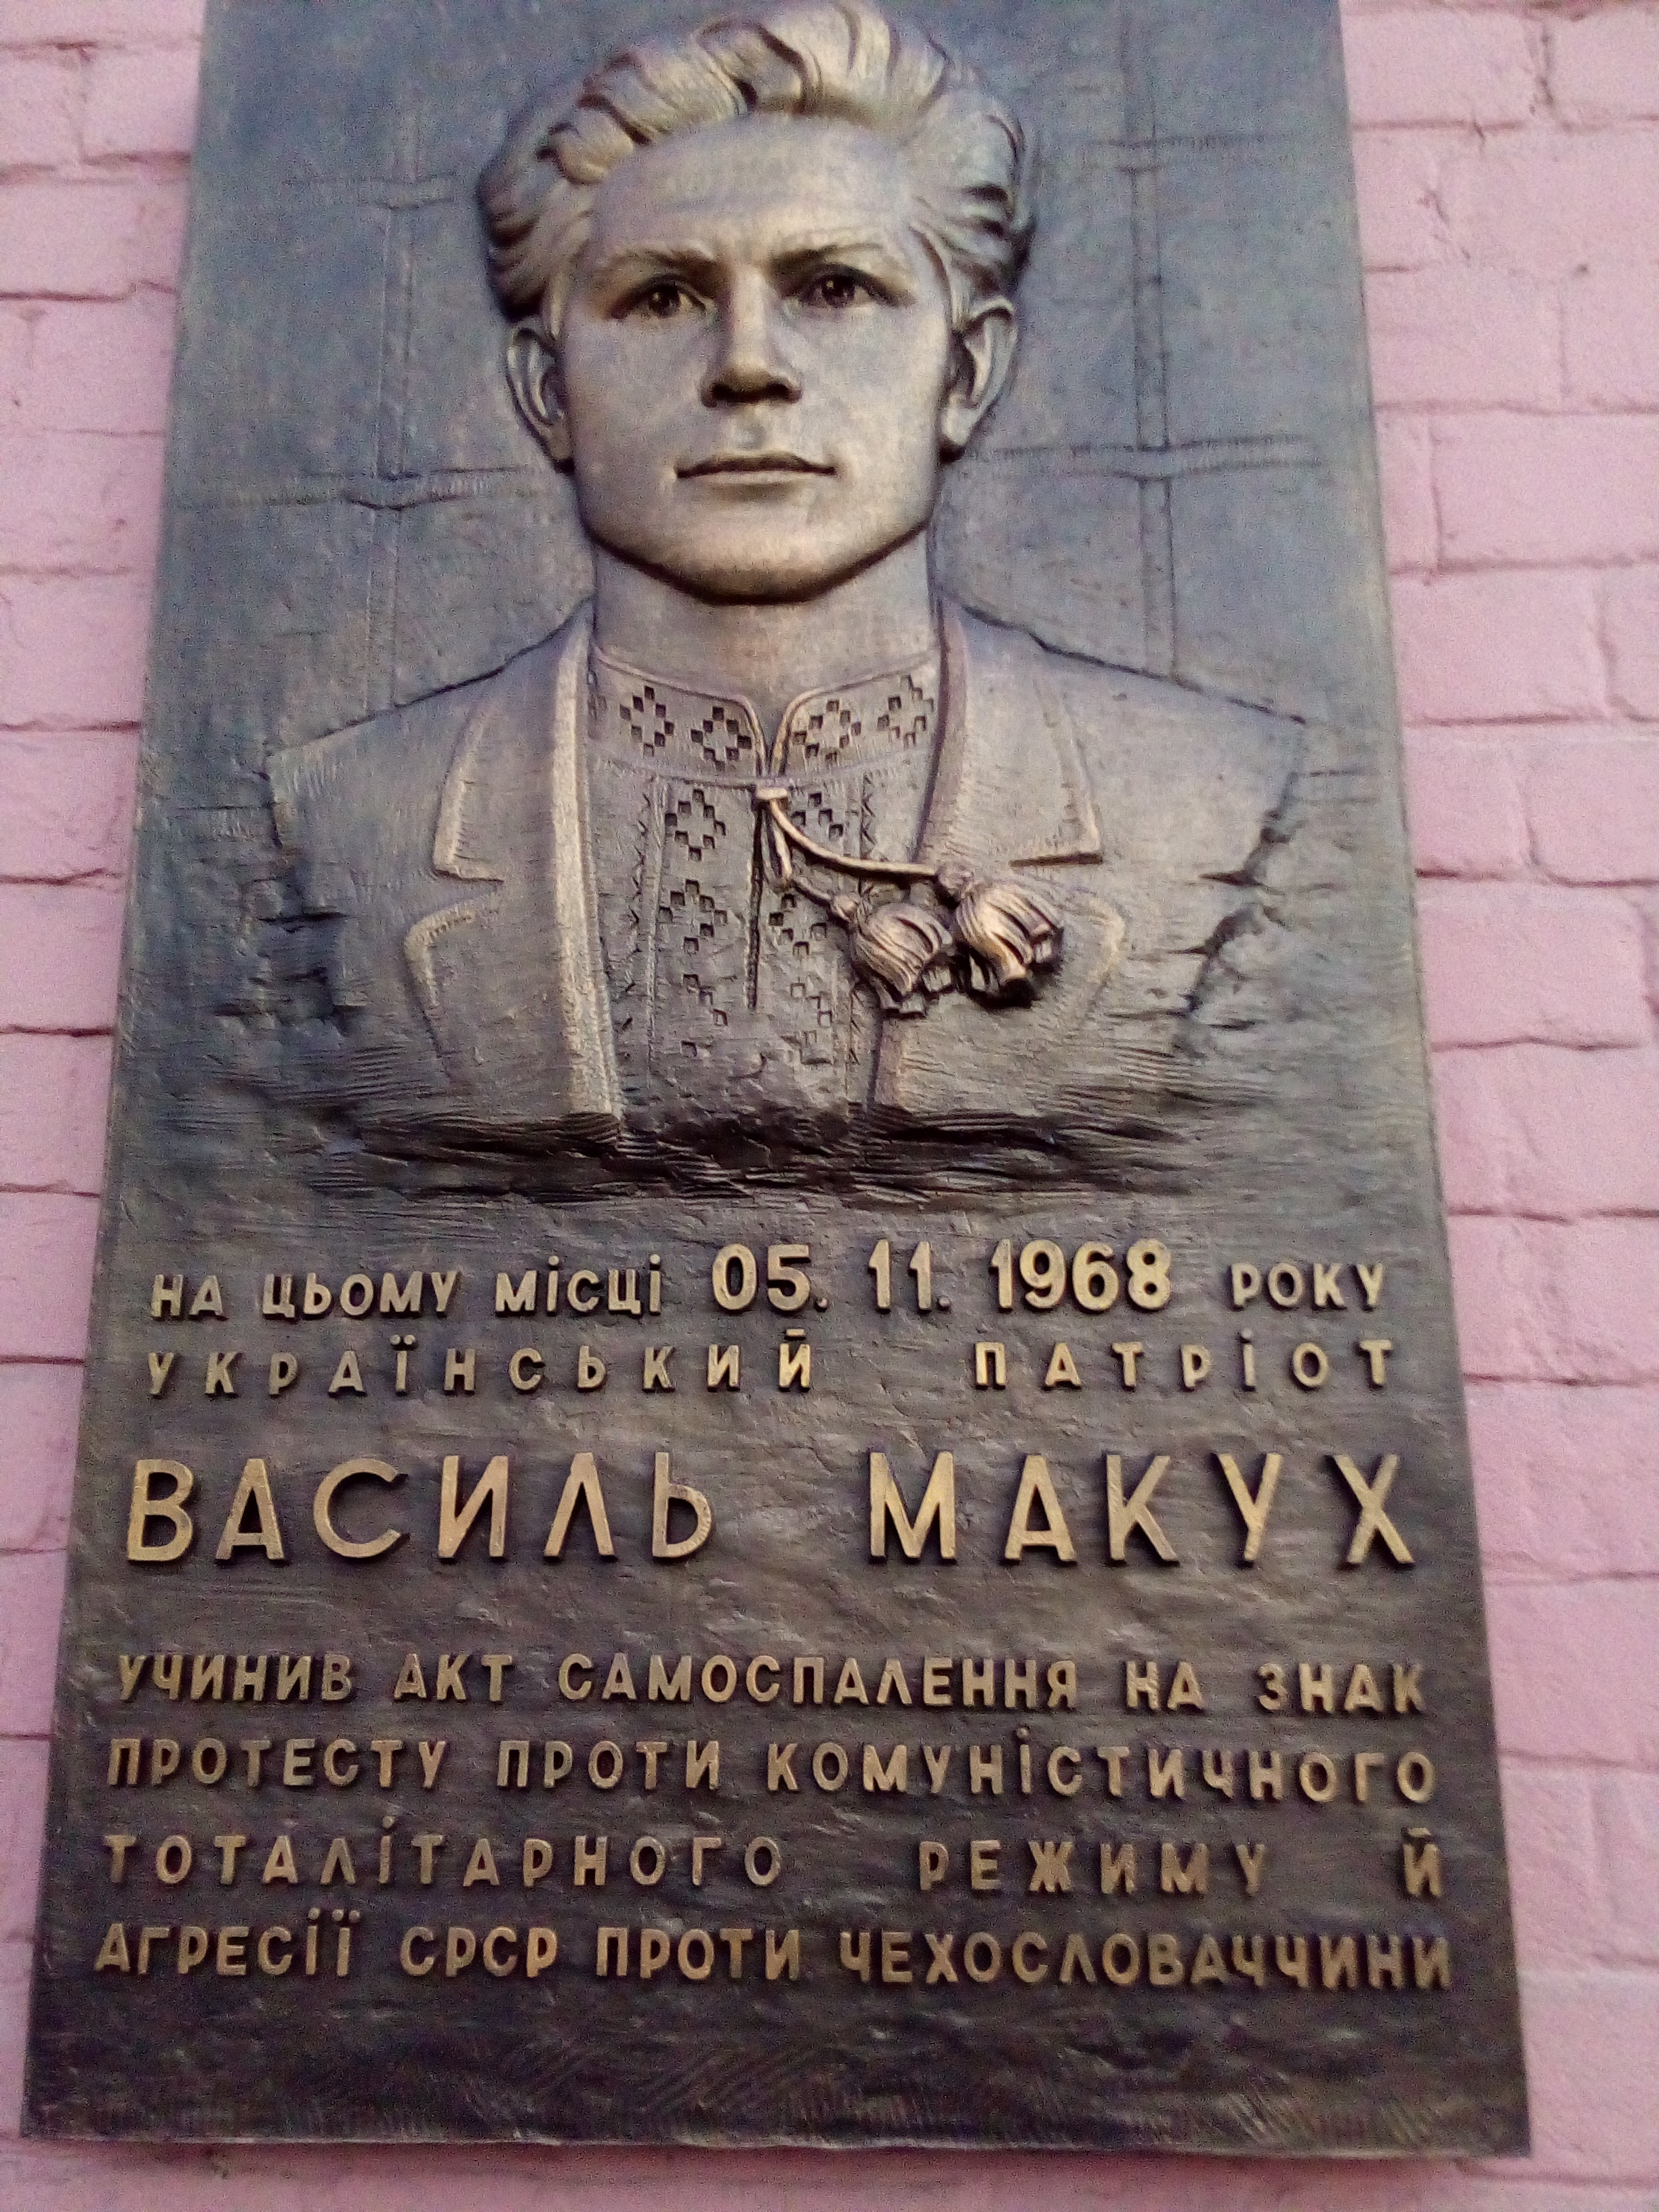 НА ЦЬОМУ МІСЦІ 05. 11. 1968 РОКУ
УКРАЇНСЬКИЙ ПАТРІОТ
ВАСИЛЬ МАКУХ
УЧИНИВ АКТ САМОСПАЛЕННЯ НА ЗНАК
ПРОТЕСТУ ПРОТИ КОМУНІСТИЧНОГО
ТОТАЛІТАРНОГО РЕЖИМУ Й
АГРЕСІЇ СРСР ПРОТИ ЧЕХОСЛОВАЧЧИНИ